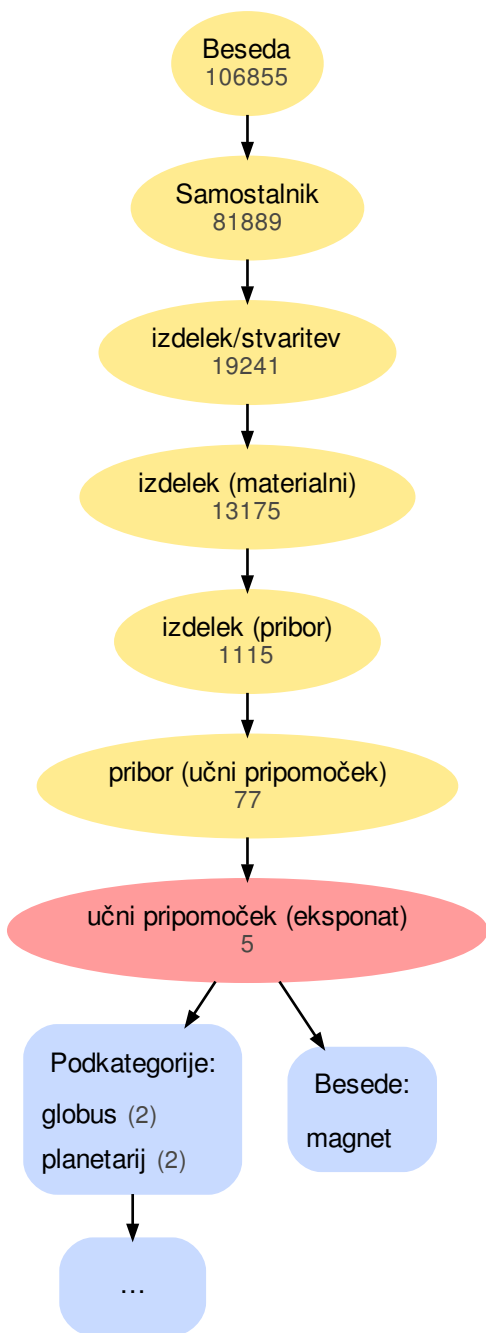 Beseda
106855
Samostalnik
81889
izdelek/stvaritev
19241
izdelek (materialni)
13175
izdelek (pribor)
1115
pribor (učni pripomoček)
77
učni pripomoček (eksponat)
5
Podkategorije:
globus (2)
planetarij (2)
Besede:
magnet
...